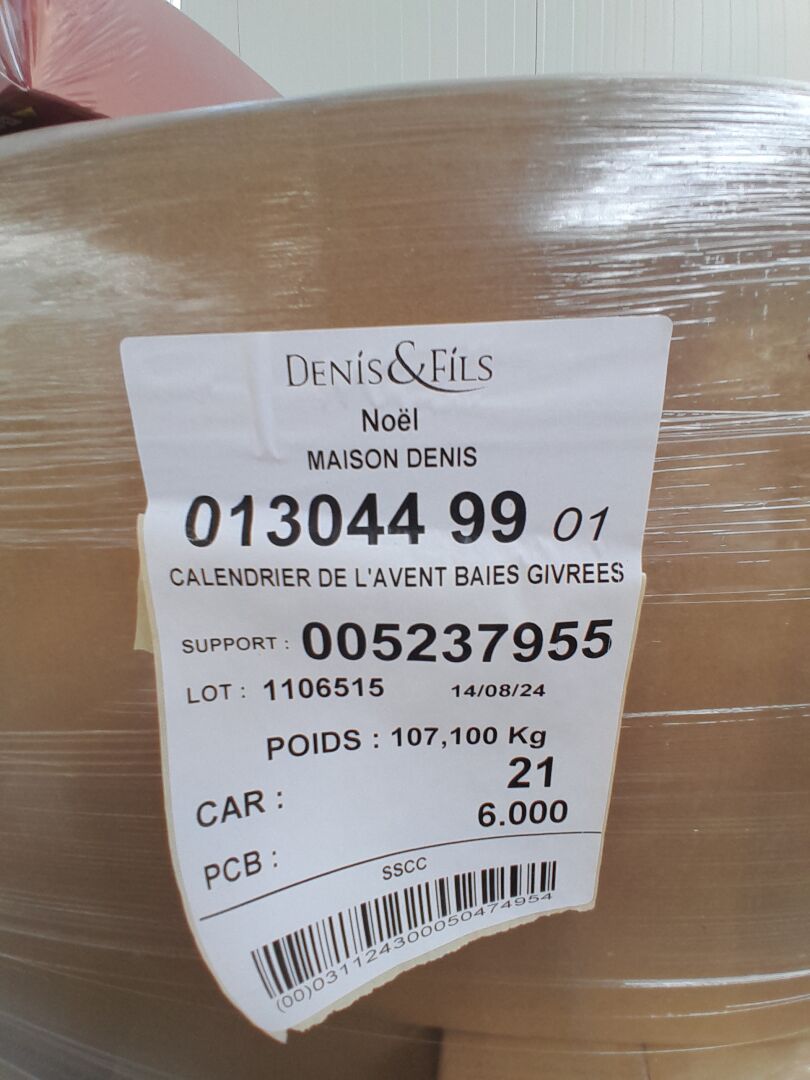 DENIS&FILS
Noël
MAISON DENIS
013044 99 01
CALENDRIER DE L'AVENT BAIES GIVREES
SUPPORT : 005237955
LOT : 1106515 14/08/24
POIDS : 107,100 Kg
CAR : 21
PCB : 6.000
SSCC
(00)031124300050474954